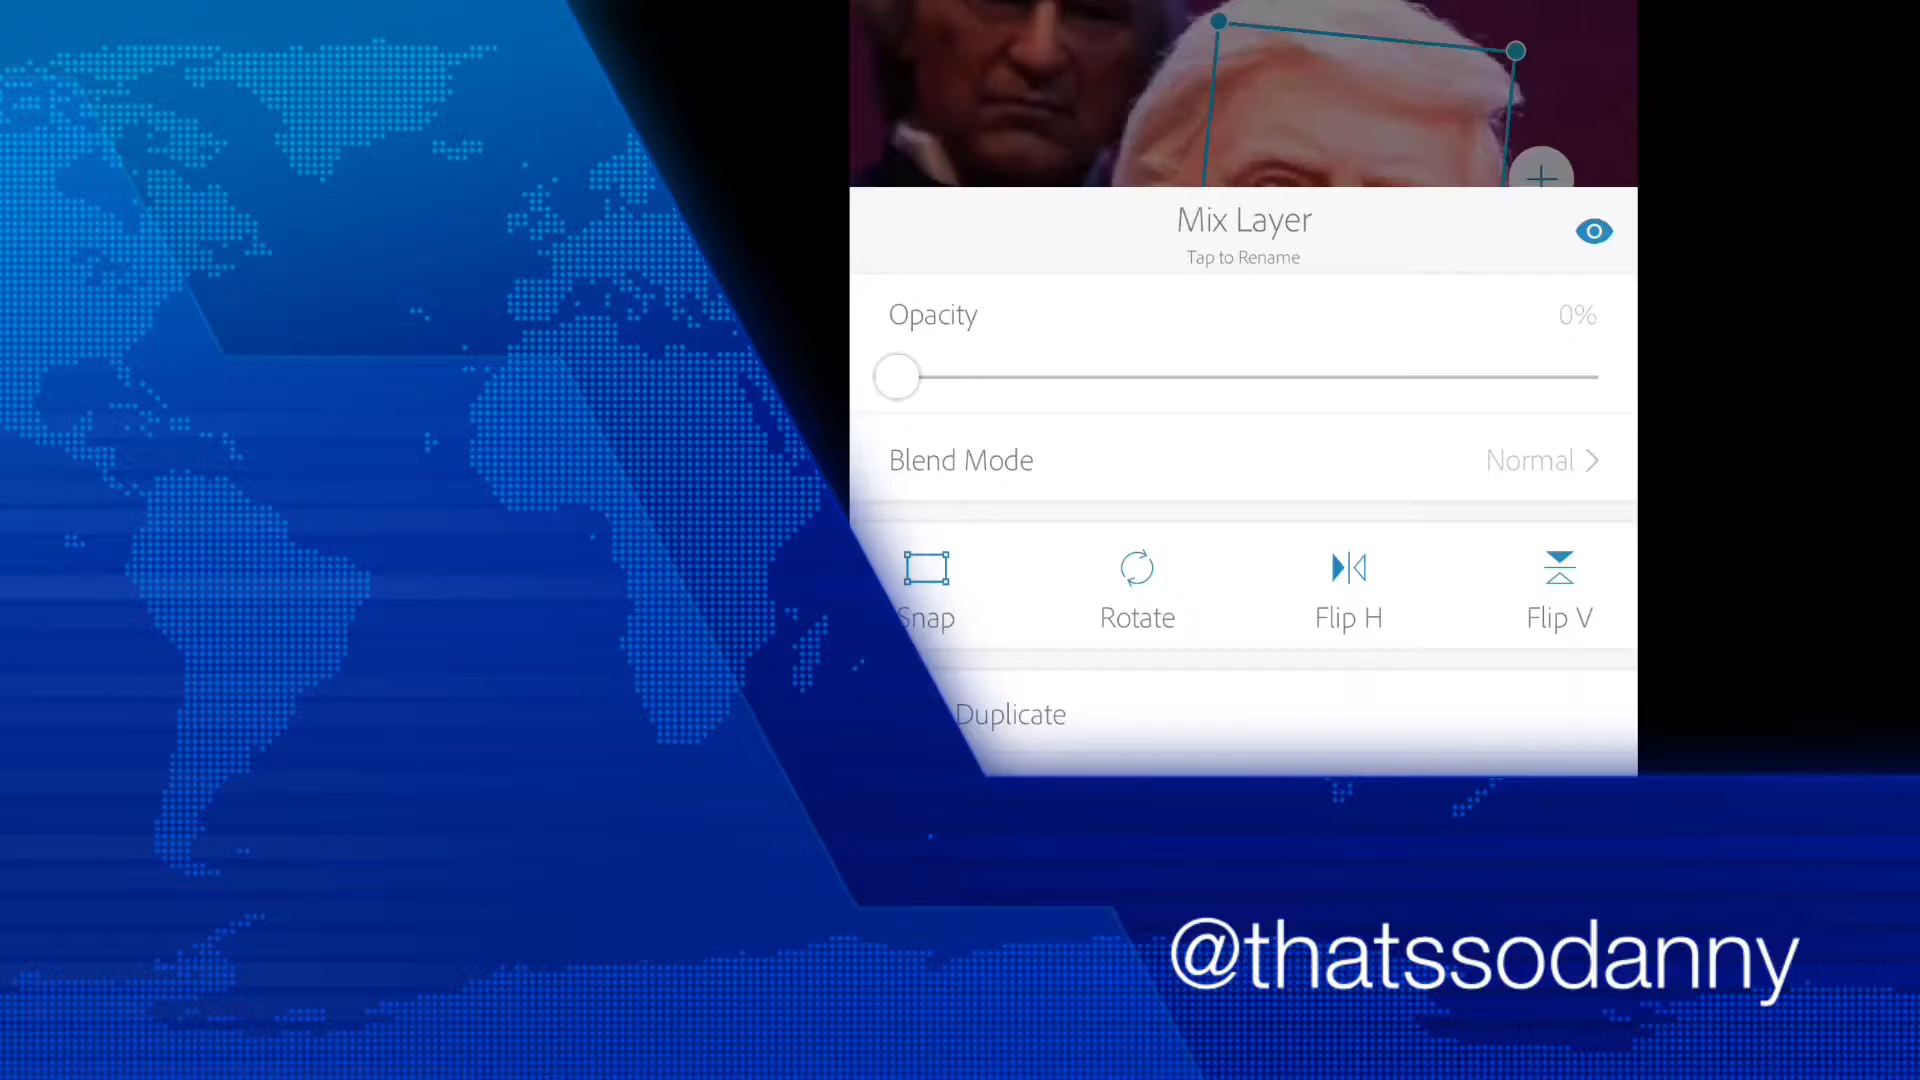 Mix Layer
Tap to Rename
Opacity 0%
Blend Mode Normal
Snap Rotate Flip H Flip V
Duplicate
@thatssodanny